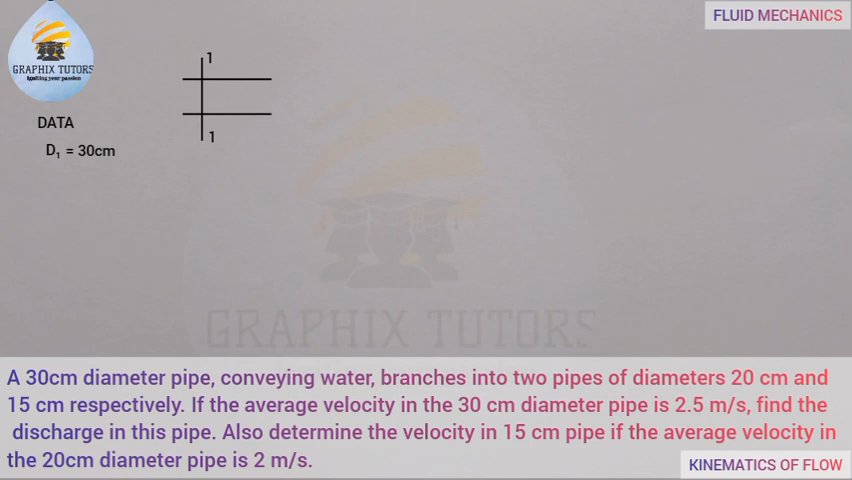 FLUID MECHANICS
GRAPHIX TUTORS
Igniting your passion
1
DATA
1
D1 = 30cm
GRAPHIX TUTORS
A 30cm diameter pipe, conveying water, branches into two pipes of diameters 20 cm and
15 cm respectively. If the average velocity in the 30 cm diameter pipe is 2.5 m/s, find the
discharge in this pipe. Also determine the velocity in 15 cm pipe if the average velocity in
the 20cm diameter pipe is 2 m/s.
KINEMATICS OF FLOW